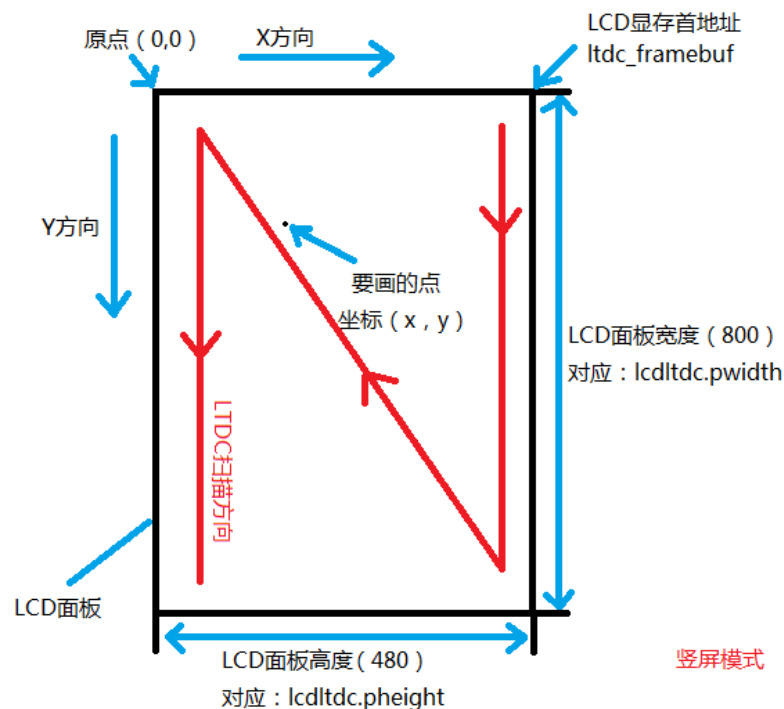 原点（0,0）
X方向
LCD显存首地址
ltdc_framebuf
Y方向
要画的点
坐标（x，y）
LCD面板宽度（800）
对应：lcdltdc.pwidth
LTDC扫描方向
LCD面板
LCD面板高度（480）
对应：lcdltdc.pheight
竖屏模式